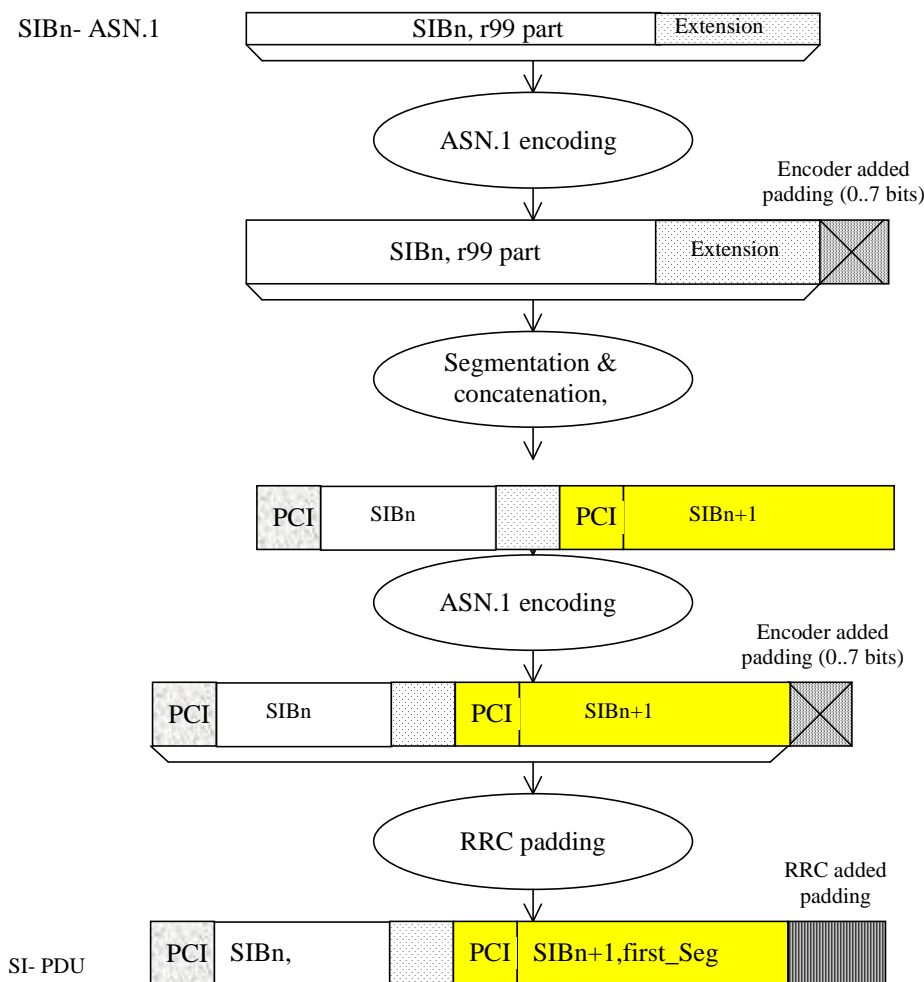 SIBn- ASN.1
SIBn, r99 part
Extension
ASN.1 encoding
Encoder added
padding (0..7 bits)
SIBn, r99 part
Extension
Segmentation &
concatenation,
PCI
SIBn
PCI
SIBn+1
ASN.1 encoding
Encoder added
padding (0..7 bits)
PCI
SIBn
PCI
SIBn+1
RRC padding
RRC added
padding
SI- PDU
PCI
SIBn,
PCI
SIBn+1,first_Seg